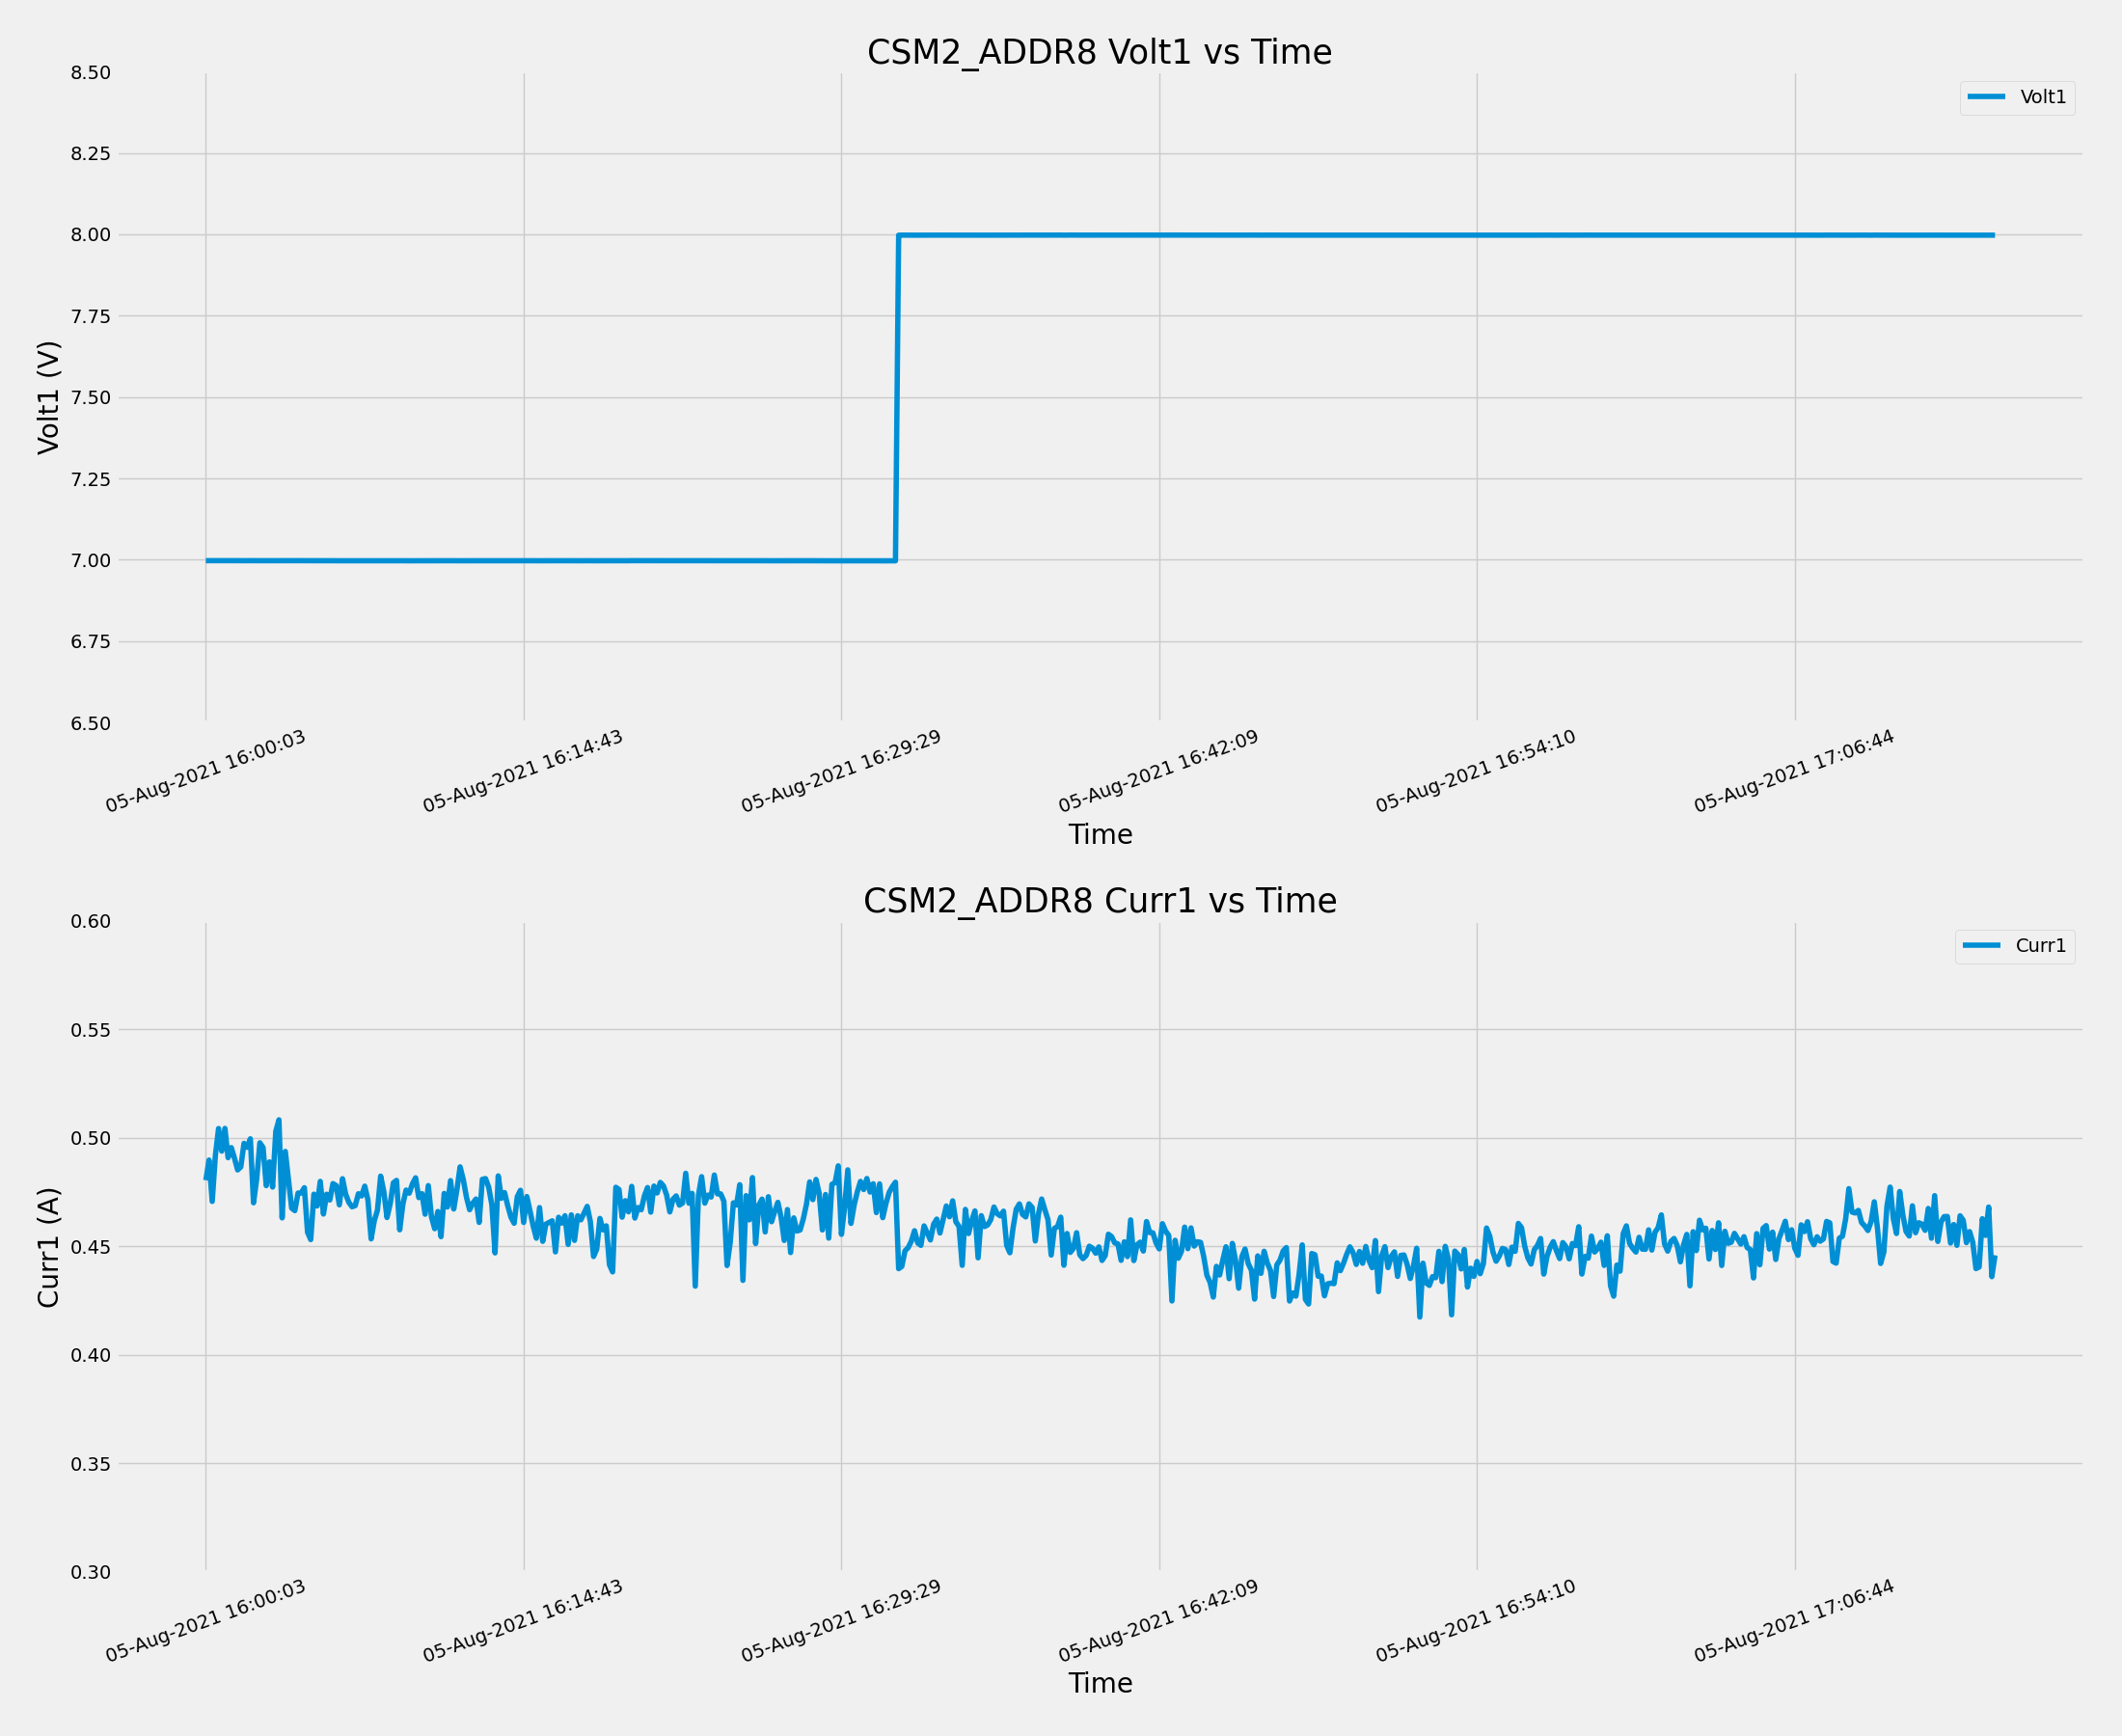 CSM2_ADDR8 Volt1 vs Time
8.50
8.25
8.00
7.75
7.50
7.25
7.00
6.75
6.50
Volt1 (V)
Volt1
05-Aug-2021 16:00:03
05-Aug-2021 16:14:43
05-Aug-2021 16:29:29
05-Aug-2021 16:42:09
05-Aug-2021 16:54:10
05-Aug-2021 17:06:44
Time
CSM2_ADDR8 Curr1 vs Time
0.60
0.55
0.50
0.45
0.40
0.35
0.30
Curr1 (A)
Curr1
05-Aug-2021 16:00:03
05-Aug-2021 16:14:43
05-Aug-2021 16:29:29
05-Aug-2021 16:42:09
05-Aug-2021 16:54:10
05-Aug-2021 17:06:44
Time